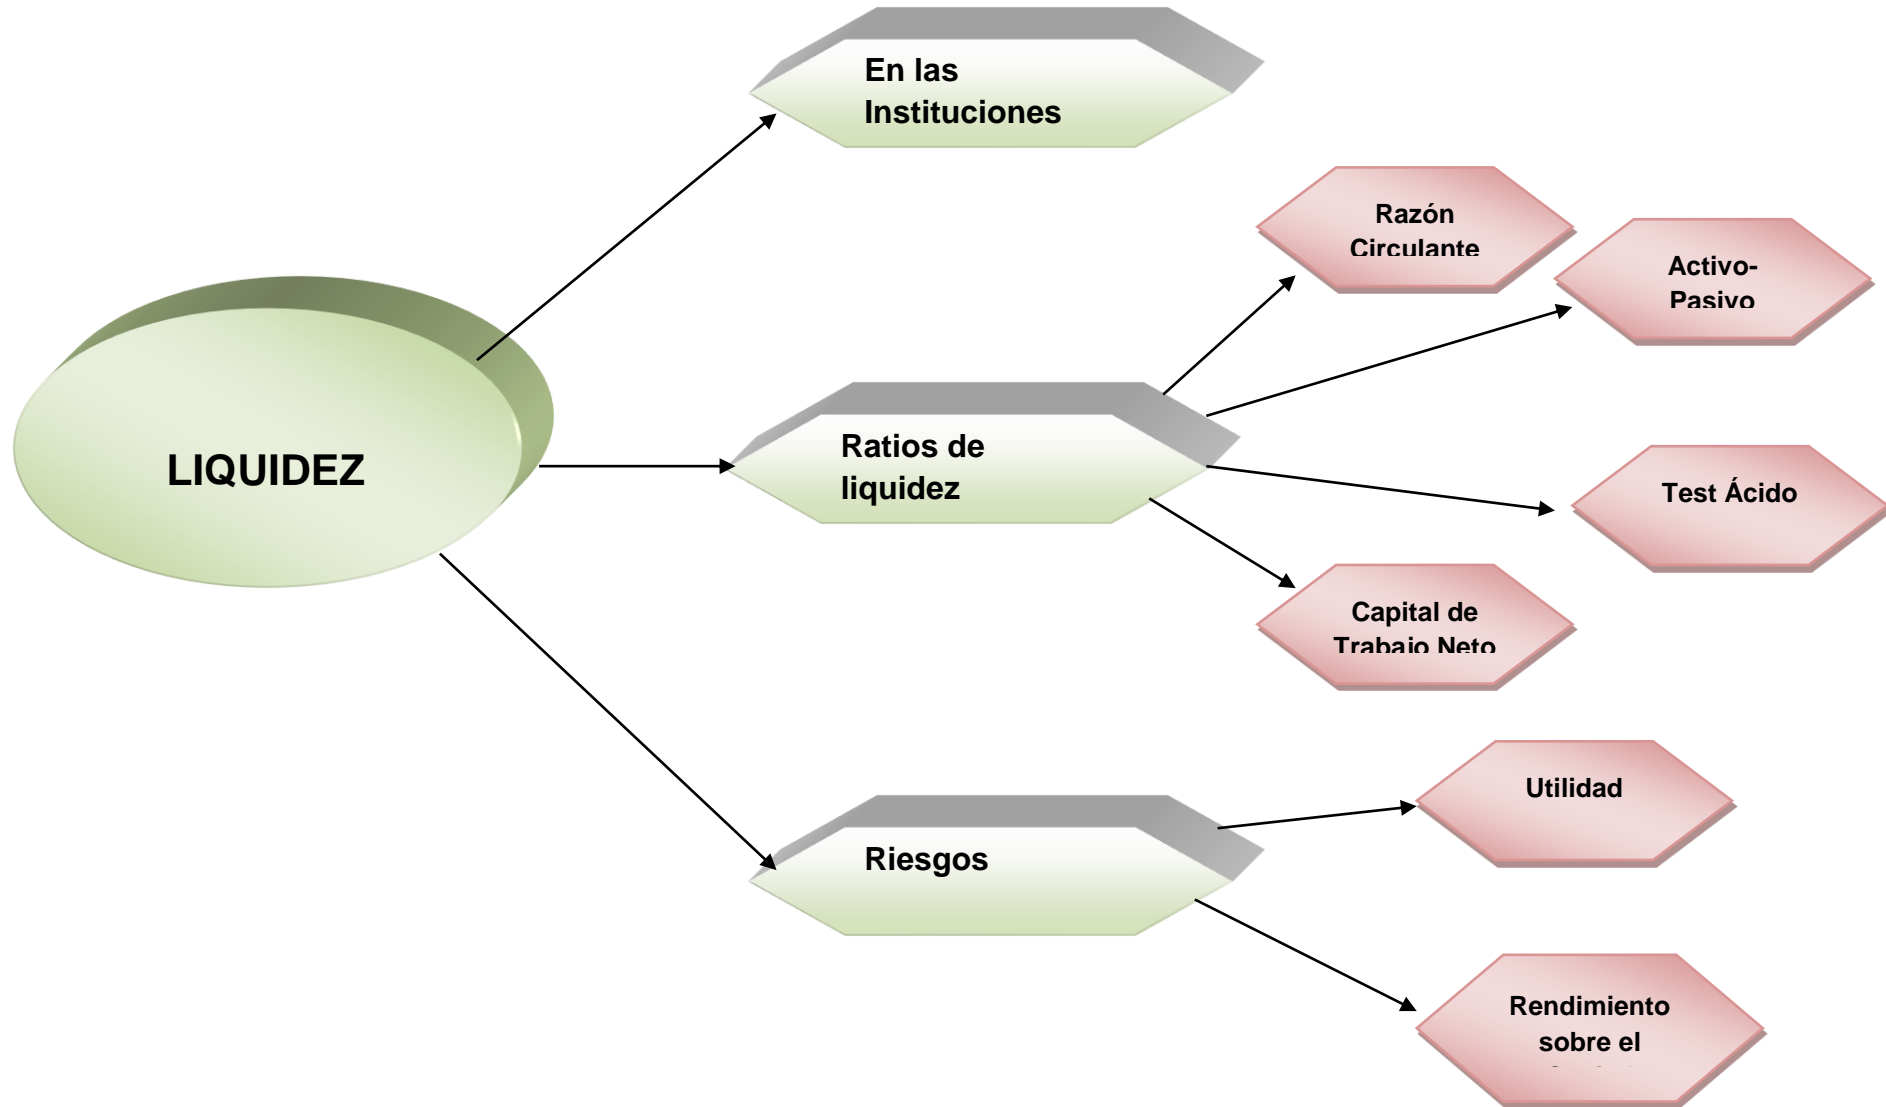 En las
Instituciones
Razón
Circulante
Activo-
Pasivo
LIQUIDEZ
Ratios de
liquidez
Test Ácido
Capital de
Trabajo Neto
Utilidad
Riesgos
Rendimiento
sobre el